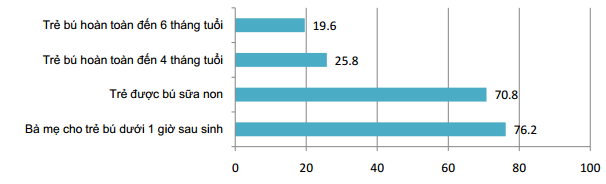 Trẻ bú hoàn toàn đến 6 tháng tuổi 19.6
Trẻ bú hoàn toàn đến 4 tháng tuổi 25.8
Trẻ được bú sữa non 70.8
Bà mẹ cho trẻ bú dưới 1 giờ sau sinh 76.2
0 20 40 60 80 100